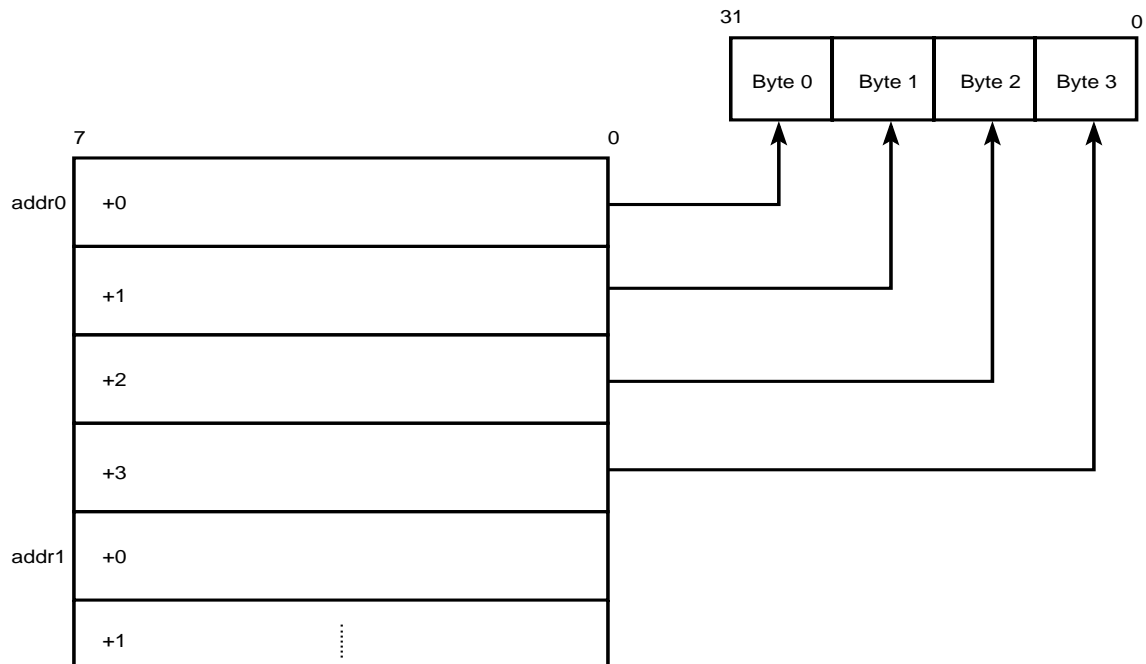 31 0
Byte 0 Byte 1 Byte 2 Byte 3
7 0
addr0 +0
+1
+2
+3
addr1 +0
+1